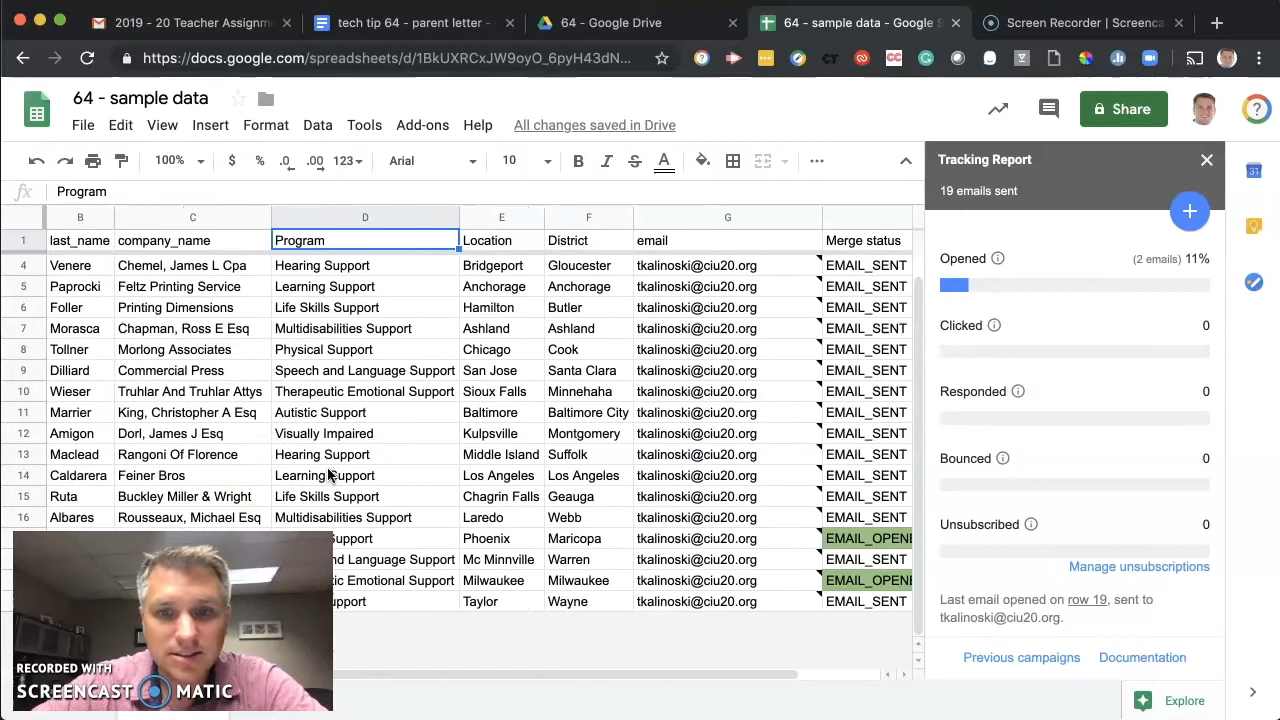 2019 - 20 Teacher Assignm
tech tip 64 - parent letter -
64 - Google Drive
64 - sample data - Google S
Screen Recorder | Screenca
https://docs.google.com/spreadsheets/d/1BkUXRCxJW9oyO_6pyH43dN...
64 - sample data
File Edit View Insert Format Data Tools Add-ons Help All changes saved in Drive
Share
100% $ % .0 .00 123 Arial 10 B I S A
fx Program
B C D E F G
1 last_name company_name Program Location District email Merge status
4 Venere Chemel, James L Cpa Hearing Support Bridgeport Gloucester tkalinoski@ciu20.org EMAIL_SENT
5 Paprocki Feltz Printing Service Learning Support Anchorage Anchorage tkalinoski@ciu20.org EMAIL_SENT
6 Foller Printing Dimensions Life Skills Support Hamilton Butler tkalinoski@ciu20.org EMAIL_SENT
7 Morasca Chapman, Ross E Esq Multidisabilities Support Ashland Ashland tkalinoski@ciu20.org EMAIL_SENT
8 Tollner Morlong Associates Physical Support Chicago Cook tkalinoski@ciu20.org EMAIL_SENT
9 Dilliard Commercial Press Speech and Language Support San Jose Santa Clara tkalinoski@ciu20.org EMAIL_SENT
10 Wieser Truhlar And Truhlar Attys Therapeutic Emotional Support Sioux Falls Minnehaha tkalinoski@ciu20.org EMAIL_SENT
11 Marrier King, Christopher A Esq Autistic Support Baltimore Baltimore City tkalinoski@ciu20.org EMAIL_SENT
12 Amigon Dorl, James J Esq Visually Impaired Kulpsville Montgomery tkalinoski@ciu20.org EMAIL_SENT
13 Maclead Rangoni Of Florence Hearing Support Middle Island Suffolk tkalinoski@ciu20.org EMAIL_SENT
14 Caldarera Feiner Bros Learning Support Los Angeles Los Angeles tkalinoski@ciu20.org EMAIL_SENT
15 Ruta Buckley Miller & Wright Life Skills Support Chagrin Falls Geauga tkalinoski@ciu20.org EMAIL_SENT
16 Albares Rousseaux, Michael Esq Multidisabilities Support Laredo Webb tkalinoski@ciu20.org EMAIL_SENT
upport Phoenix Maricopa tkalinoski@ciu20.org EMAIL_OPENE
nd Language Support Mc Minnville Warren tkalinoski@ciu20.org EMAIL_SENT
tic Emotional Support Milwaukee Milwaukee tkalinoski@ciu20.org EMAIL_OPENE
upport Taylor Wayne tkalinoski@ciu20.org EMAIL_SENT
Tracking Report
19 emails sent
Opened (2 emails) 11%
Clicked 0
Responded 0
Bounced 0
Unsubscribed 0
Manage unsubscriptions
Last email opened on row 19, sent to
tkalinoski@ciu20.org.
Previous campaigns Documentation
Explore
RECORDED WITH
SCREENCAST MATIC